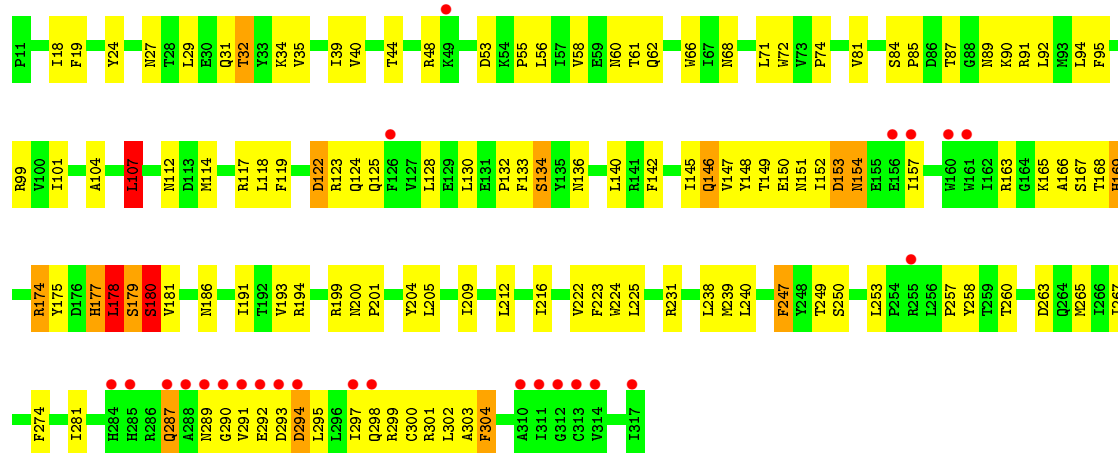 P11 I18 F19 Y24 N27 T28 L29 E30 Q31 T32 Y33 K34 V35 I39 V40 T44 R48 K49 D53 K54 P55 L56 I57 V58 E59 N60 T61 Q62 W66 I67 N68 L71 W72 V73 P74 V81 S84 P85 D86 T87 G88 N89 K90 R91 L92 M93 L94 F95
R99 V100 I101 A104 L107 N112 D113 M114 R117 L118 F119 D122 R123 Q124 Q125 F126 V127 L128 E129 L130 E131 P132 F133 S134 Y135 N136 L140 R141 F142 I145 Q146 V147 Y148 T149 E150 N151 I152 D153 N154 E155 E156 I157 W160 W161 I162 R163 G164 K165 A166 S167 T168 H169
R174 Y175 D176 H177 L178 S179 S180 V181 N186 I191 T192 V193 R194 R199 N200 P201 Y204 L205 I209 L212 I216 V222 F223 W224 L225 R231 L238 M239 L240 F247 Y248 T249 S250 L253 P254 R255 L256 P257 Y258 T259 T260 D263 Q264 M265 I266 I267
F274 I281 H284 H285 R286 Q287 A288 N289 G290 V291 E292 D293 D294 L295 L296 I297 Q298 R299 C300 R301 L302 A303 F304 A310 I311 G312 C313 V314 I317